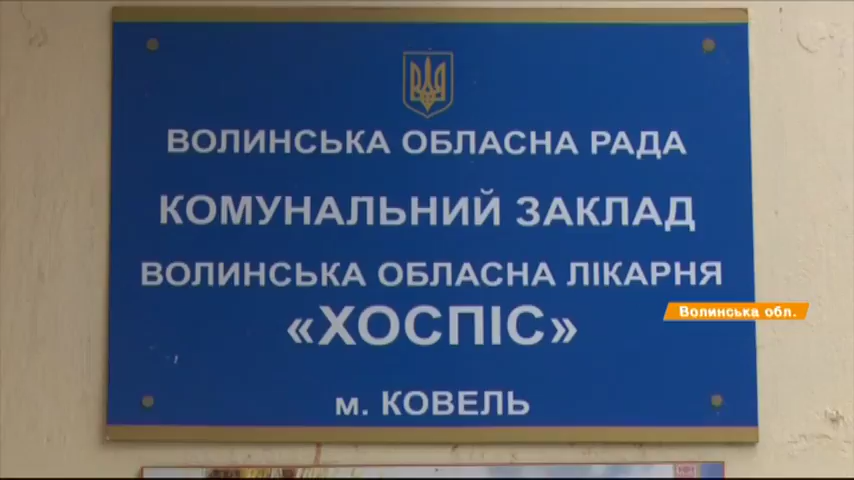 ВОЛИНСЬКА ОБЛАСНА РАДА
КОМУНАЛЬНИЙ ЗАКЛАД
ВОЛИНСЬКА ОБЛАСНА ЛІКАРНЯ
«ХОСПІС»
Волинська обл.
м. КОВЕЛЬ